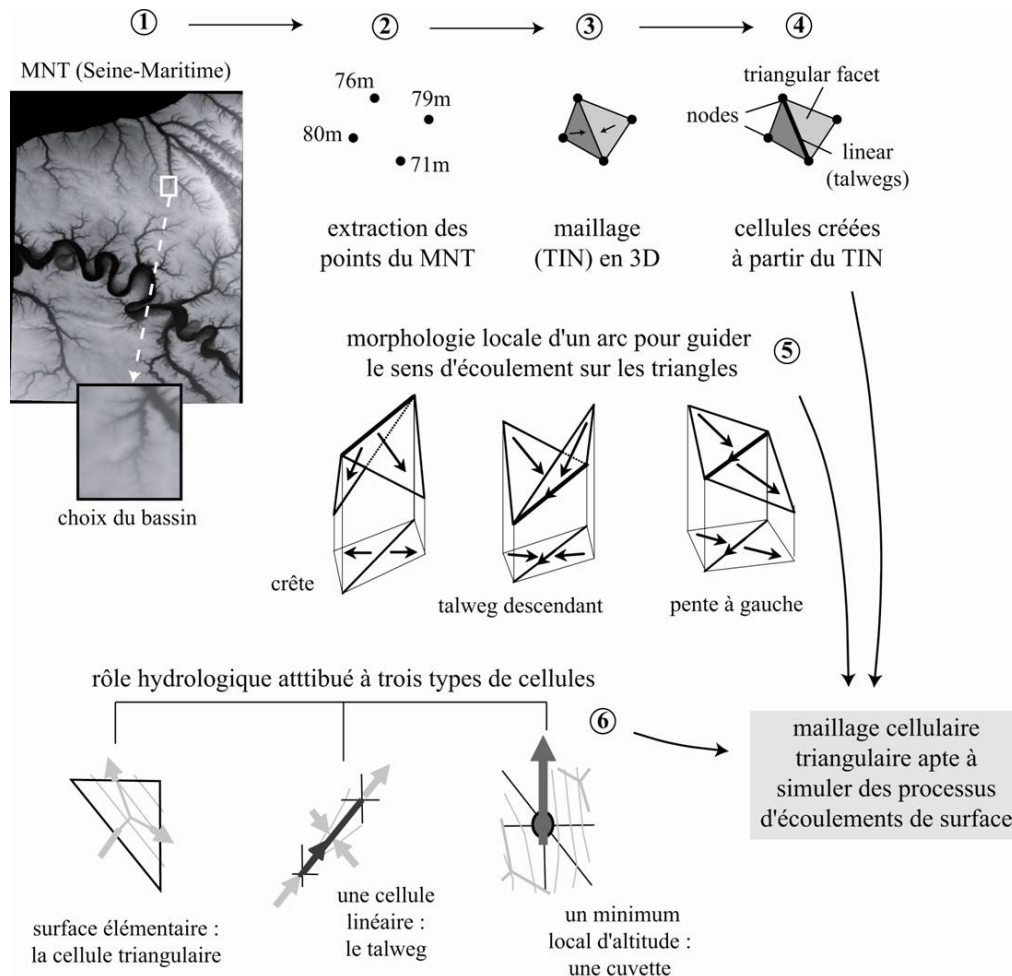 1
2
3
4
MNT (Seine-Maritime)
76m
79m
80m
71m
triangular facet
nodes
linear
(talwegs)
extraction des
points du MNT
maillage
(TIN) en 3D
cellules créées
à partir du TIN
choix du bassin
morphologie locale d'un arc pour guider
le sens d'écoulement sur les triangles
5
crête
talweg descendant
pente à gauche
rôle hydrologique atttibué à trois types de cellules
6
surface élémentaire :
la cellule triangulaire
une cellule
linéaire :
le talweg
un minimum
local d'altitude :
une cuvette
maillage cellulaire
triangulaire apte à
simuler des processus
d'écoulements de surface